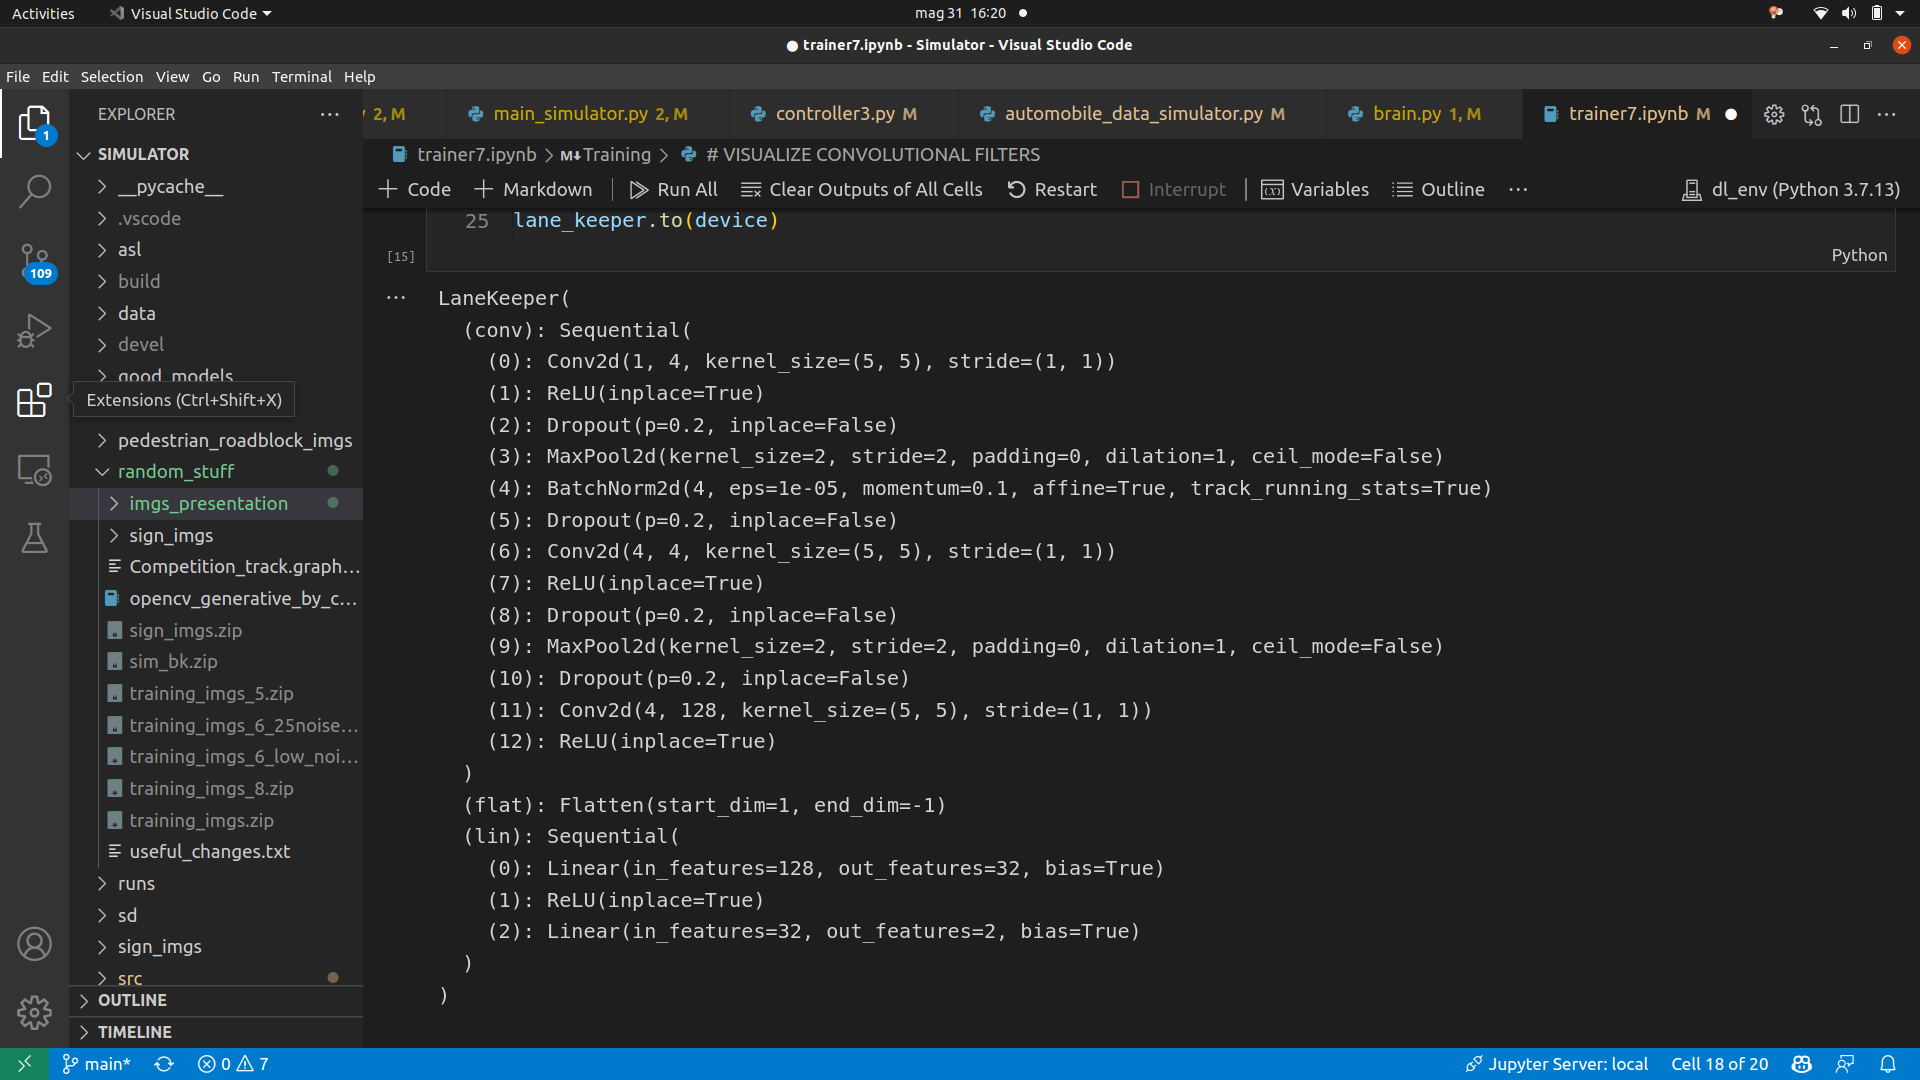 Activities
Visual Studio Code
mag 31 16:20
trainer7.ipynb - Simulator - Visual Studio Code
File Edit Selection View Go Run Terminal Help
1
109
EXPLORER
SIMULATOR
__pycache__
.vscode
asl
build
data
devel
good_models
Extensions (Ctrl+Shift+X)
pedestrian_roadblock_imgs
random_stuff
imgs_presentation
sign_imgs
Competition_track.graph...
opencv_generative_by_c...
sign_imgs.zip
sim_bk.zip
training_imgs_5.zip
training_imgs_6_25noise...
training_imgs_6_low_noi...
training_imgs_8.zip
training_imgs.zip
useful_changes.txt
runs
sd
sign_imgs
src
OUTLINE
TIMELINE
2, M
main_simulator.py 2, M
controller3.py M
automobile_data_simulator.py M
brain.py 1, M
trainer7.ipynb M
trainer7.ipynb > M↓Training > # VISUALIZE CONVOLUTIONAL FILTERS
+ Code + Markdown Run All Clear Outputs of All Cells Restart Interrupt Variables Outline ... dl_env (Python 3.7.13)
25 lane_keeper.to(device)
[15]
Python
LaneKeeper(
(conv): Sequential(
(0): Conv2d(1, 4, kernel_size=(5, 5), stride=(1, 1))
(1): ReLU(inplace=True)
(2): Dropout(p=0.2, inplace=False)
(3): MaxPool2d(kernel_size=2, stride=2, padding=0, dilation=1, ceil_mode=False)
(4): BatchNorm2d(4, eps=1e-05, momentum=0.1, affine=True, track_running_stats=True)
(5): Dropout(p=0.2, inplace=False)
(6): Conv2d(4, 4, kernel_size=(5, 5), stride=(1, 1))
(7): ReLU(inplace=True)
(8): Dropout(p=0.2, inplace=False)
(9): MaxPool2d(kernel_size=2, stride=2, padding=0, dilation=1, ceil_mode=False)
(10): Dropout(p=0.2, inplace=False)
(11): Conv2d(4, 128, kernel_size=(5, 5), stride=(1, 1))
(12): ReLU(inplace=True)
)
(flat): Flatten(start_dim=1, end_dim=-1)
(lin): Sequential(
(0): Linear(in_features=128, out_features=32, bias=True)
(1): ReLU(inplace=True)
(2): Linear(in_features=32, out_features=2, bias=True)
)
)
main* 0 7
Jupyter Server: local Cell 18 of 20